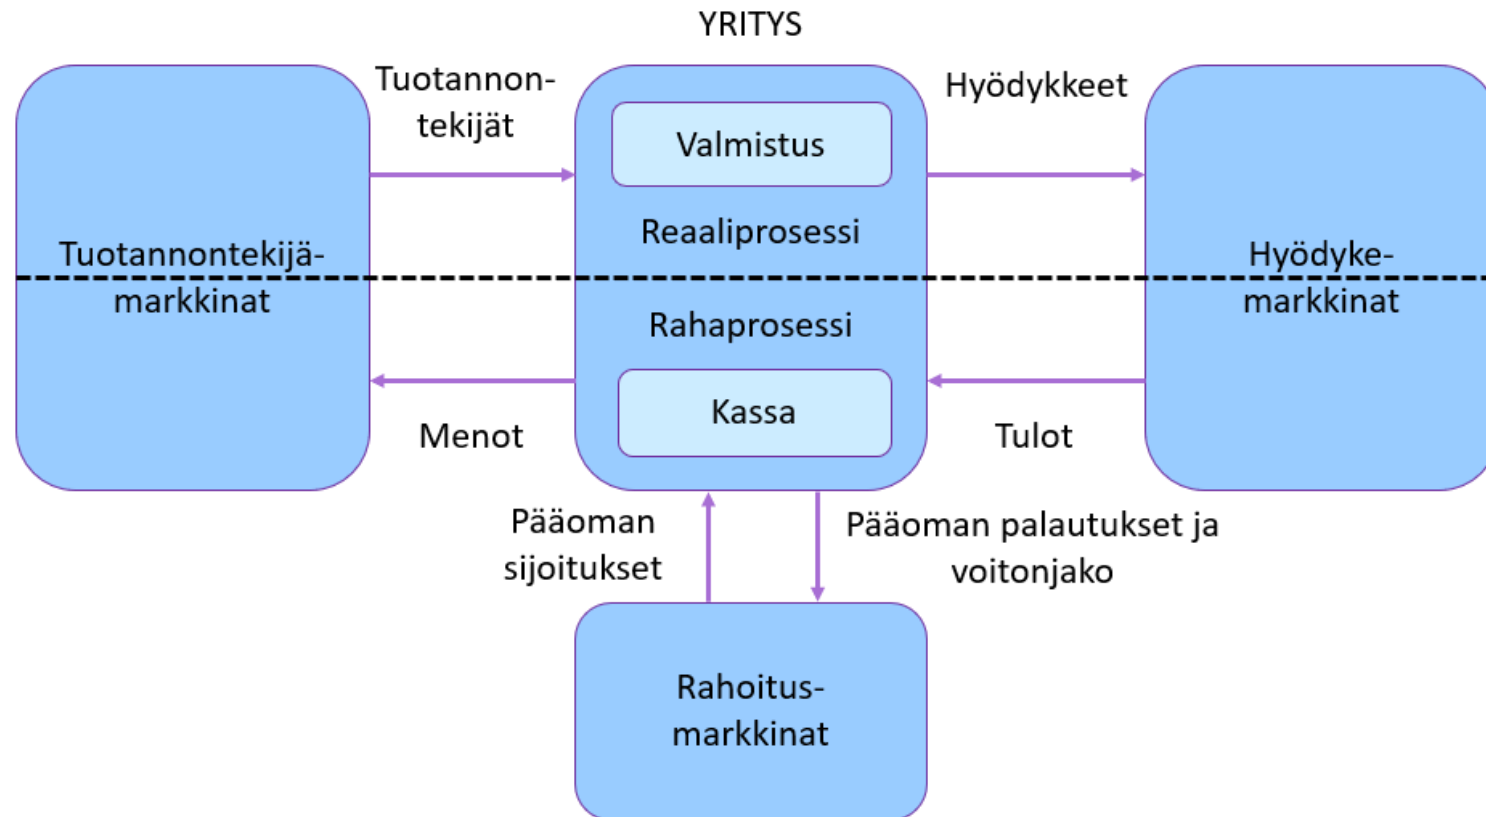 YRITYS
Tuotannon-
tekijät
Hyödykkeet
Valmistus
Reaaliprosessi
Tuotannontekijä-
markkinat
Hyödyke-
markkinat
Rahaprosessi
Kassa
Menot
Tulot
Pääoman
sijoitukset
Pääoman palautukset ja
voitonjako
Rahoitus-
markkinat